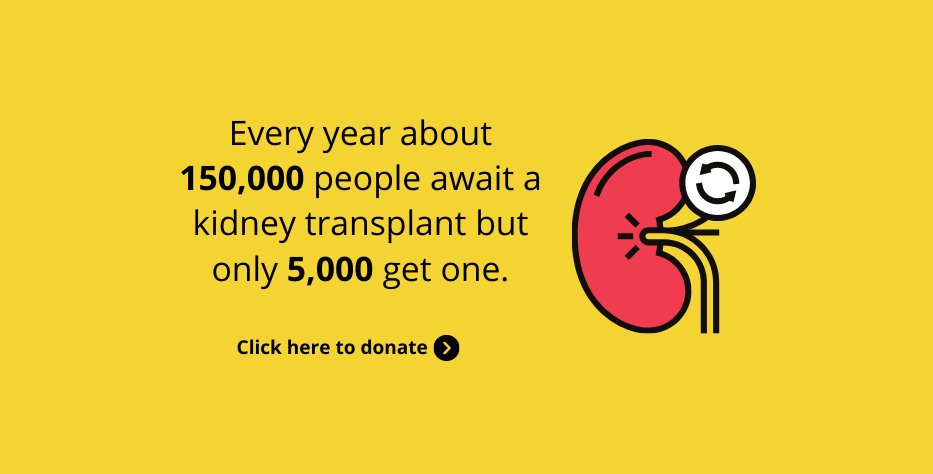 Every year about
150,000 people await a
kidney transplant but
only 5,000 get one.
Click here to donate